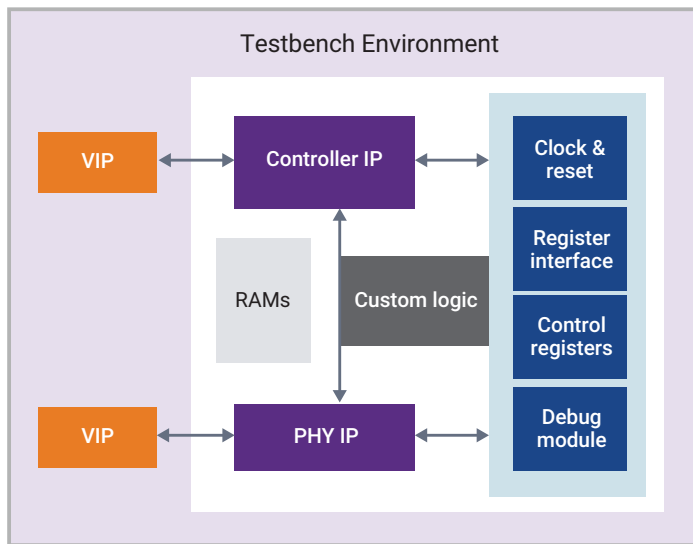 Testbench Environment
VIP
Controller IP
Clock &
reset
Register
interface
RAMs
Custom logic
Control
registers
VIP
PHY IP
Debug
module